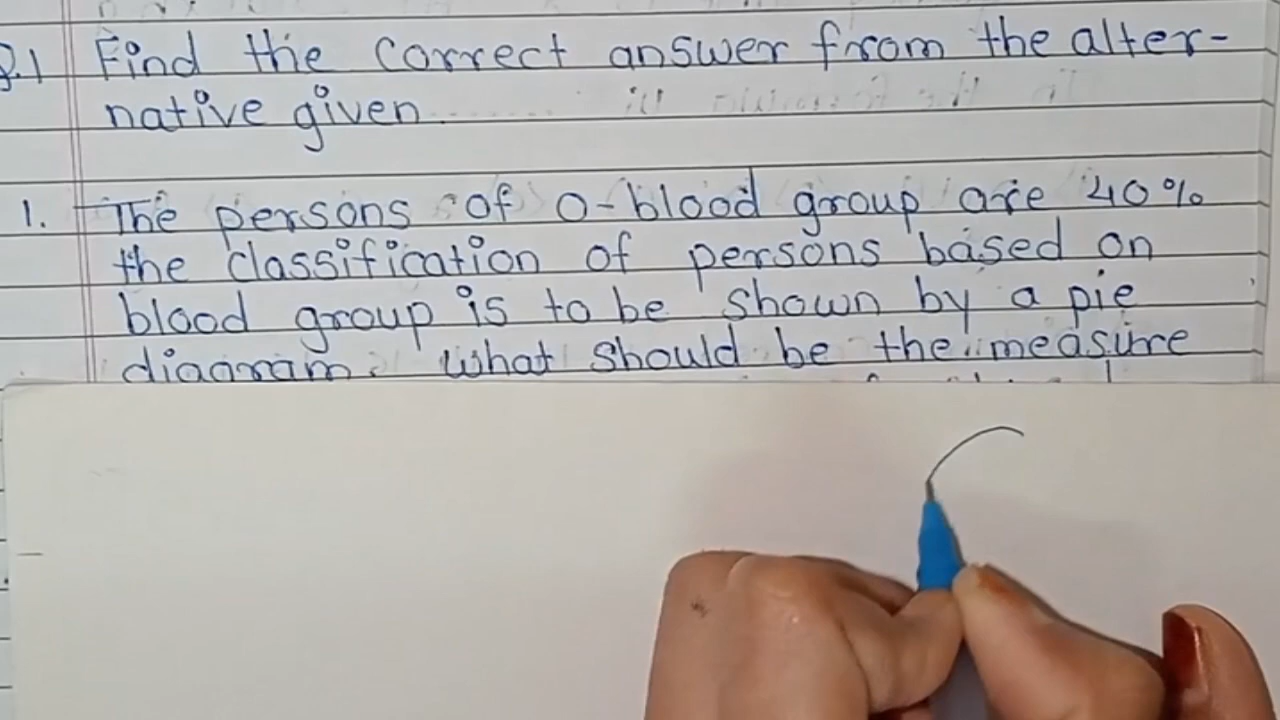 Q.1 Find the correct answer from the alter-
native given
1. The persons of O-blood group are 40%
the classification of persons based on
blood group is to be shown by a pie
diagram. What should be the measure